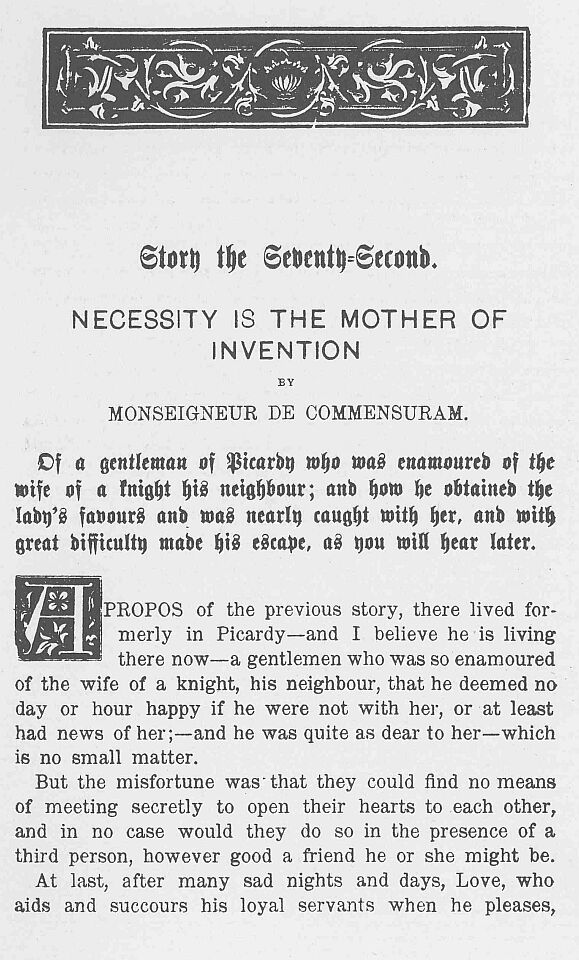 Story the Seventy-Second.
NECESSITY IS THE MOTHER OF
INVENTION
BY
MONSEIGNEUR DE COMMENSURAM.
Of a gentleman of Picardy who was enamoured of the
wife of a knight his neighbour; and how he obtained the
lady's favours and was nearly caught with her, and with
great difficulty made his escape, as you will hear later.
APROPOS of the previous story, there lived for-
merly in Picardy—and I believe he is living
there now—a gentlemen who was so enamoured
of the wife of a knight, his neighbour, that he deemed no
day or hour happy if he were not with her, or at least
had news of her;—and he was quite as dear to her—which
is no small matter.
But the misfortune was that they could find no means
of meeting secretly to open their hearts to each other,
and in no case would they do so in the presence of a
third person, however good a friend he or she might be.
At last, after many sad nights and days, Love, who
aids and succours his loyal servants when he pleases,